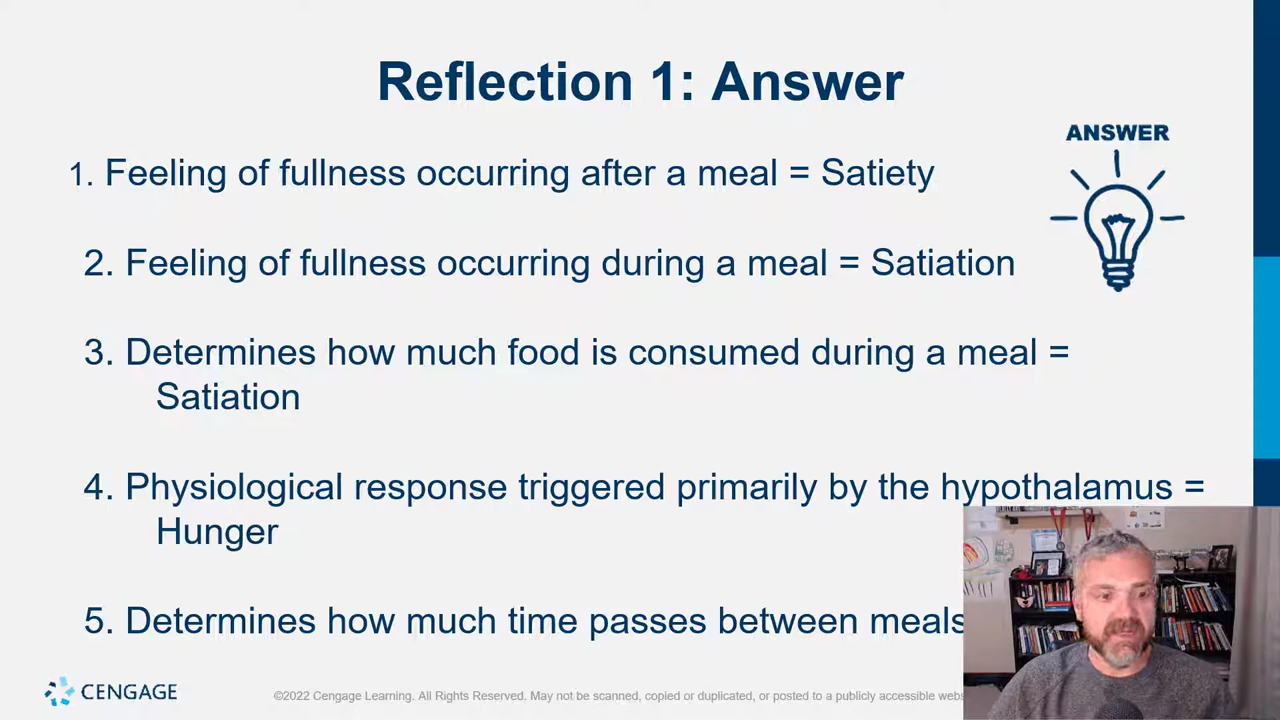 Reflection 1: Answer
ANSWER
1. Feeling of fullness occurring after a meal = Satiety
2. Feeling of fullness occurring during a meal = Satiation
3. Determines how much food is consumed during a meal =
Satiation
4. Physiological response triggered primarily by the hypothalamus =
Hunger
5. Determines how much time passes between meals
CENGAGE
©2022 Cengage Learning. All Rights Reserved. May not be scanned, copied or duplicated, or posted to a publicly accessible